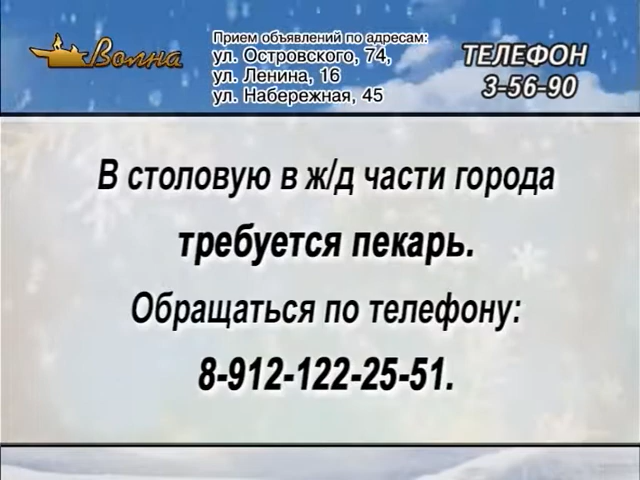 Волна
Прием объявлений по адресам:
ул. Островского, 74,
ул. Ленина, 16
ул. Набережная, 45
ТЕЛЕФОН
3-56-90
В столовую в ж/д части города
требуется пекарь.
Обращаться по телефону:
8-912-122-25-51.